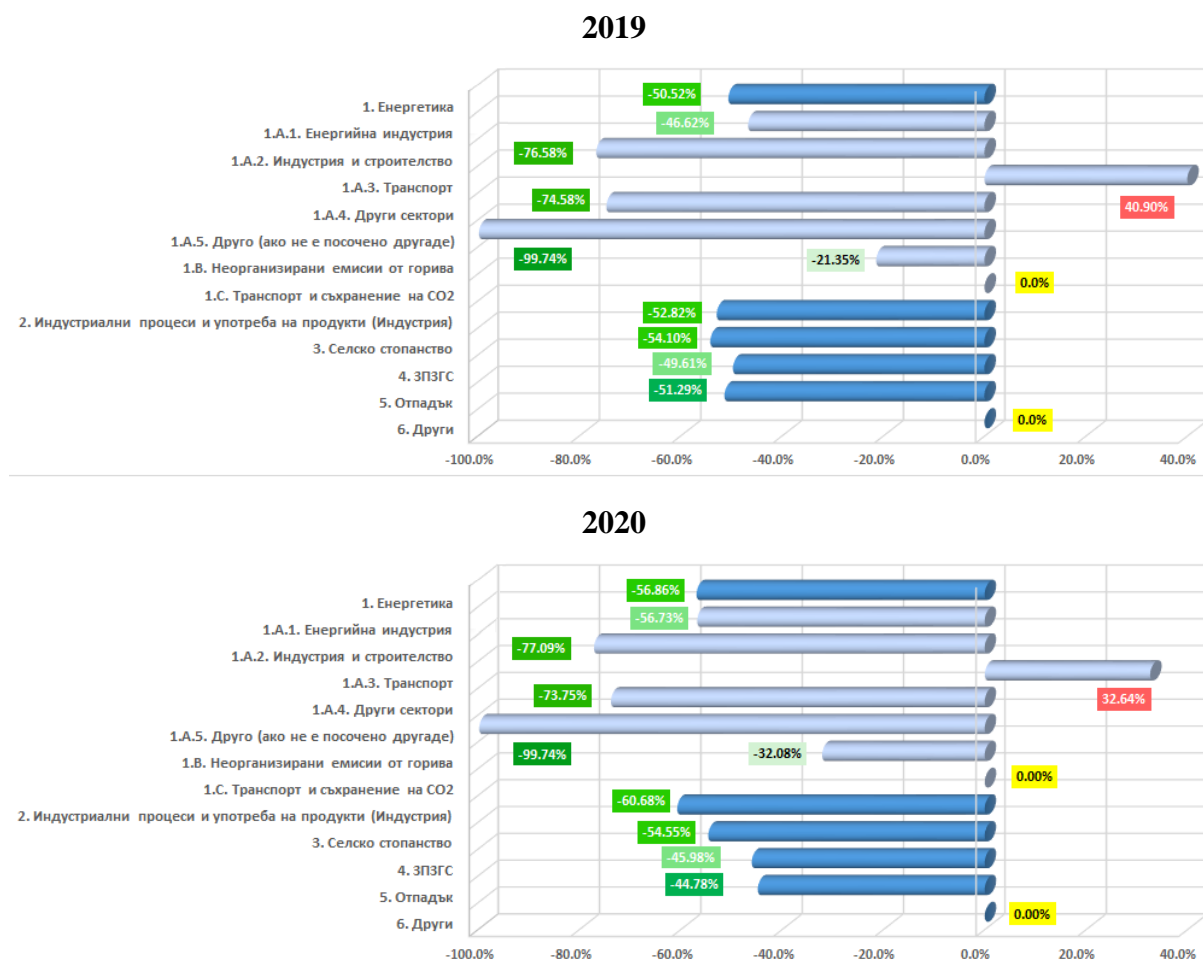 2019
-50.52%
1. Енергетика
-46.62%
1.А.1. Енергийна индустрия
-76.58%
1.А.2. Индустрия и строителство
1.А.3. Транспорт
-74.58%
40.90%
1.А.4. Други сектори
1.А.5. Друго (ако не е посочено другаде)
-99.74%
-21.35%
1.В. Неорганизирани емисии от горива
0.0%
1.С. Транспорт и съхранение на СО2
-52.82%
2. Индустриални процеси и употреба на продукти (Индустрия)
-54.10%
3. Селско стопанство
-49.61%
4. ЗПЗГС
-51.29%
5. Отпадък
0.0%
6. Други
-100.0% -80.0% -60.0% -40.0% -20.0% 0.0% 20.0% 40.0%
2020
-56.86%
1. Енергетика
-56.73%
1.А.1. Енергийна индустрия
-77.09%
1.А.2. Индустрия и строителство
1.А.3. Транспорт
-73.75%
32.64%
1.А.4. Други сектори
1.А.5. Друго (ако не е посочено другаде)
-99.74%
-32.08%
1.В. Неорганизирани емисии от горива
0.00%
1.С. Транспорт и съхранение на СО2
-60.68%
2. Индустриални процеси и употреба на продукти (Индустрия)
-54.55%
3. Селско стопанство
-45.98%
4. ЗПЗГС
-44.78%
5. Отпадък
0.00%
6. Други
-100.0% -80.0% -60.0% -40.0% -20.0% 0.0% 20.0% 40.0%